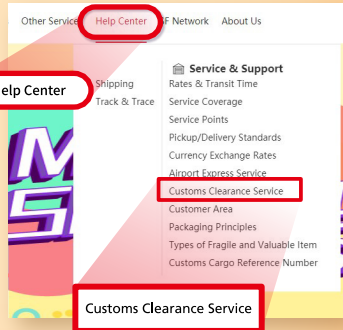 Other Service Help Center SF Network About Us
Help Center
Service & Support
Shipping
Track & Trace
Rates & Transit Time
Service Coverage
Service Points
Pickup/Delivery Standards
Currency Exchange Rates
Airport Express Service
Customs Clearance Service
Customer Area
Packaging Principles
Types of Fragile and Valuable Item
Customs Cargo Reference Number
Customs Clearance Service